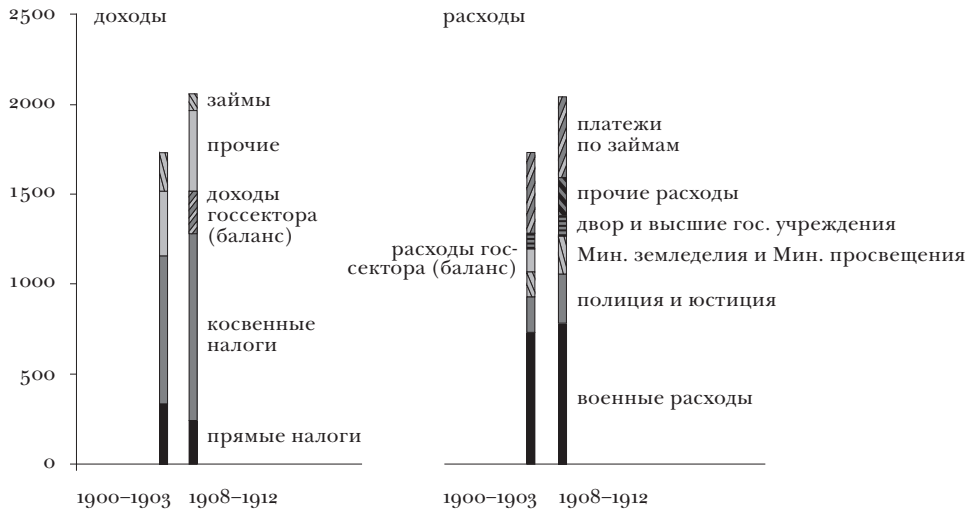 2500
2000
1500
1000
500
0
доходы
займы
прочие
доходы
госсектора
(баланс)
косвенные
налоги
прямые налоги
1900–1903
1908–1912
расходы
платежи
по займам
прочие расходы
двор и высшие гос. учреждения
расходы гос-
сектора (баланс)
Мин. земледелия и Мин. просвещения
полиция и юстиция
военные расходы
1900–1903
1908–1912